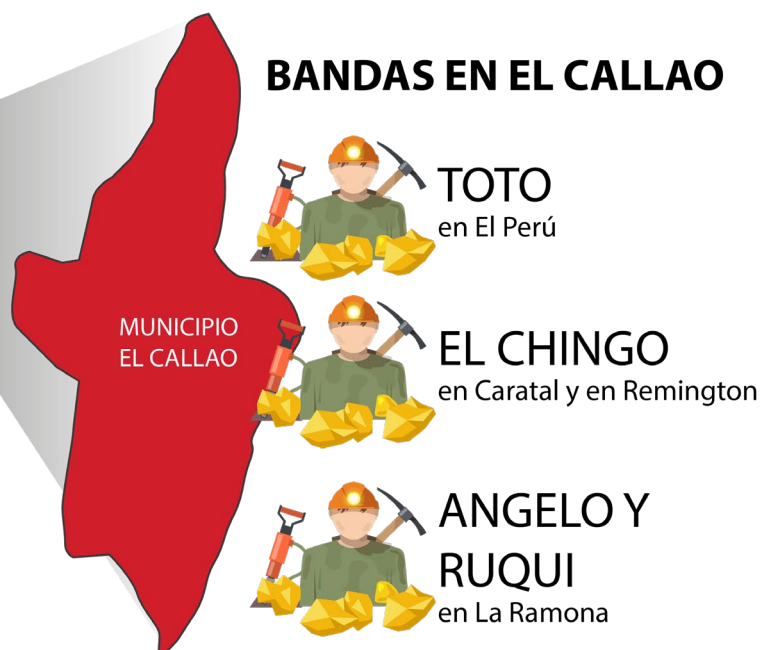 BANDAS EN EL CALLAO
TOTO
en El Perú
MUNICIPIO
EL CALLAO
EL CHINGO
en Caratal y en Remington
ANGELO Y
RUQUI
en La Ramona